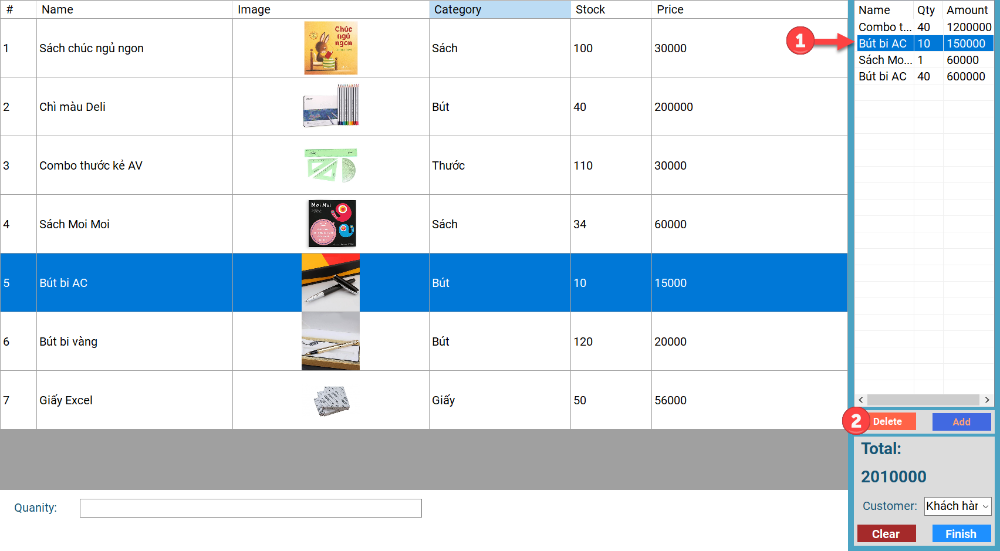 # Name Image Category Stock Price
1 Sách chúc ngủ ngon Sách 100 30000
Chúc
ngủ
ngon
2 Chì màu Deli Bút 40 200000
3 Combo thước kẻ AV Thước 110 30000
4 Sách Moi Moi Sách 34 60000
Moi Moi
5 Bút bi AC Bút 10 15000
6 Bút bi vàng Bút 120 20000
7 Giấy Excel Giấy 50 56000
Quanity:
Name Qty Amount
Combo t... 40 1200000
1
Bút bi AC 10 150000
Sách Mo... 1 60000
Bút bi AC 40 600000
2 Delete Add
Total:
2010000
Customer: Khách hàr
Clear Finish